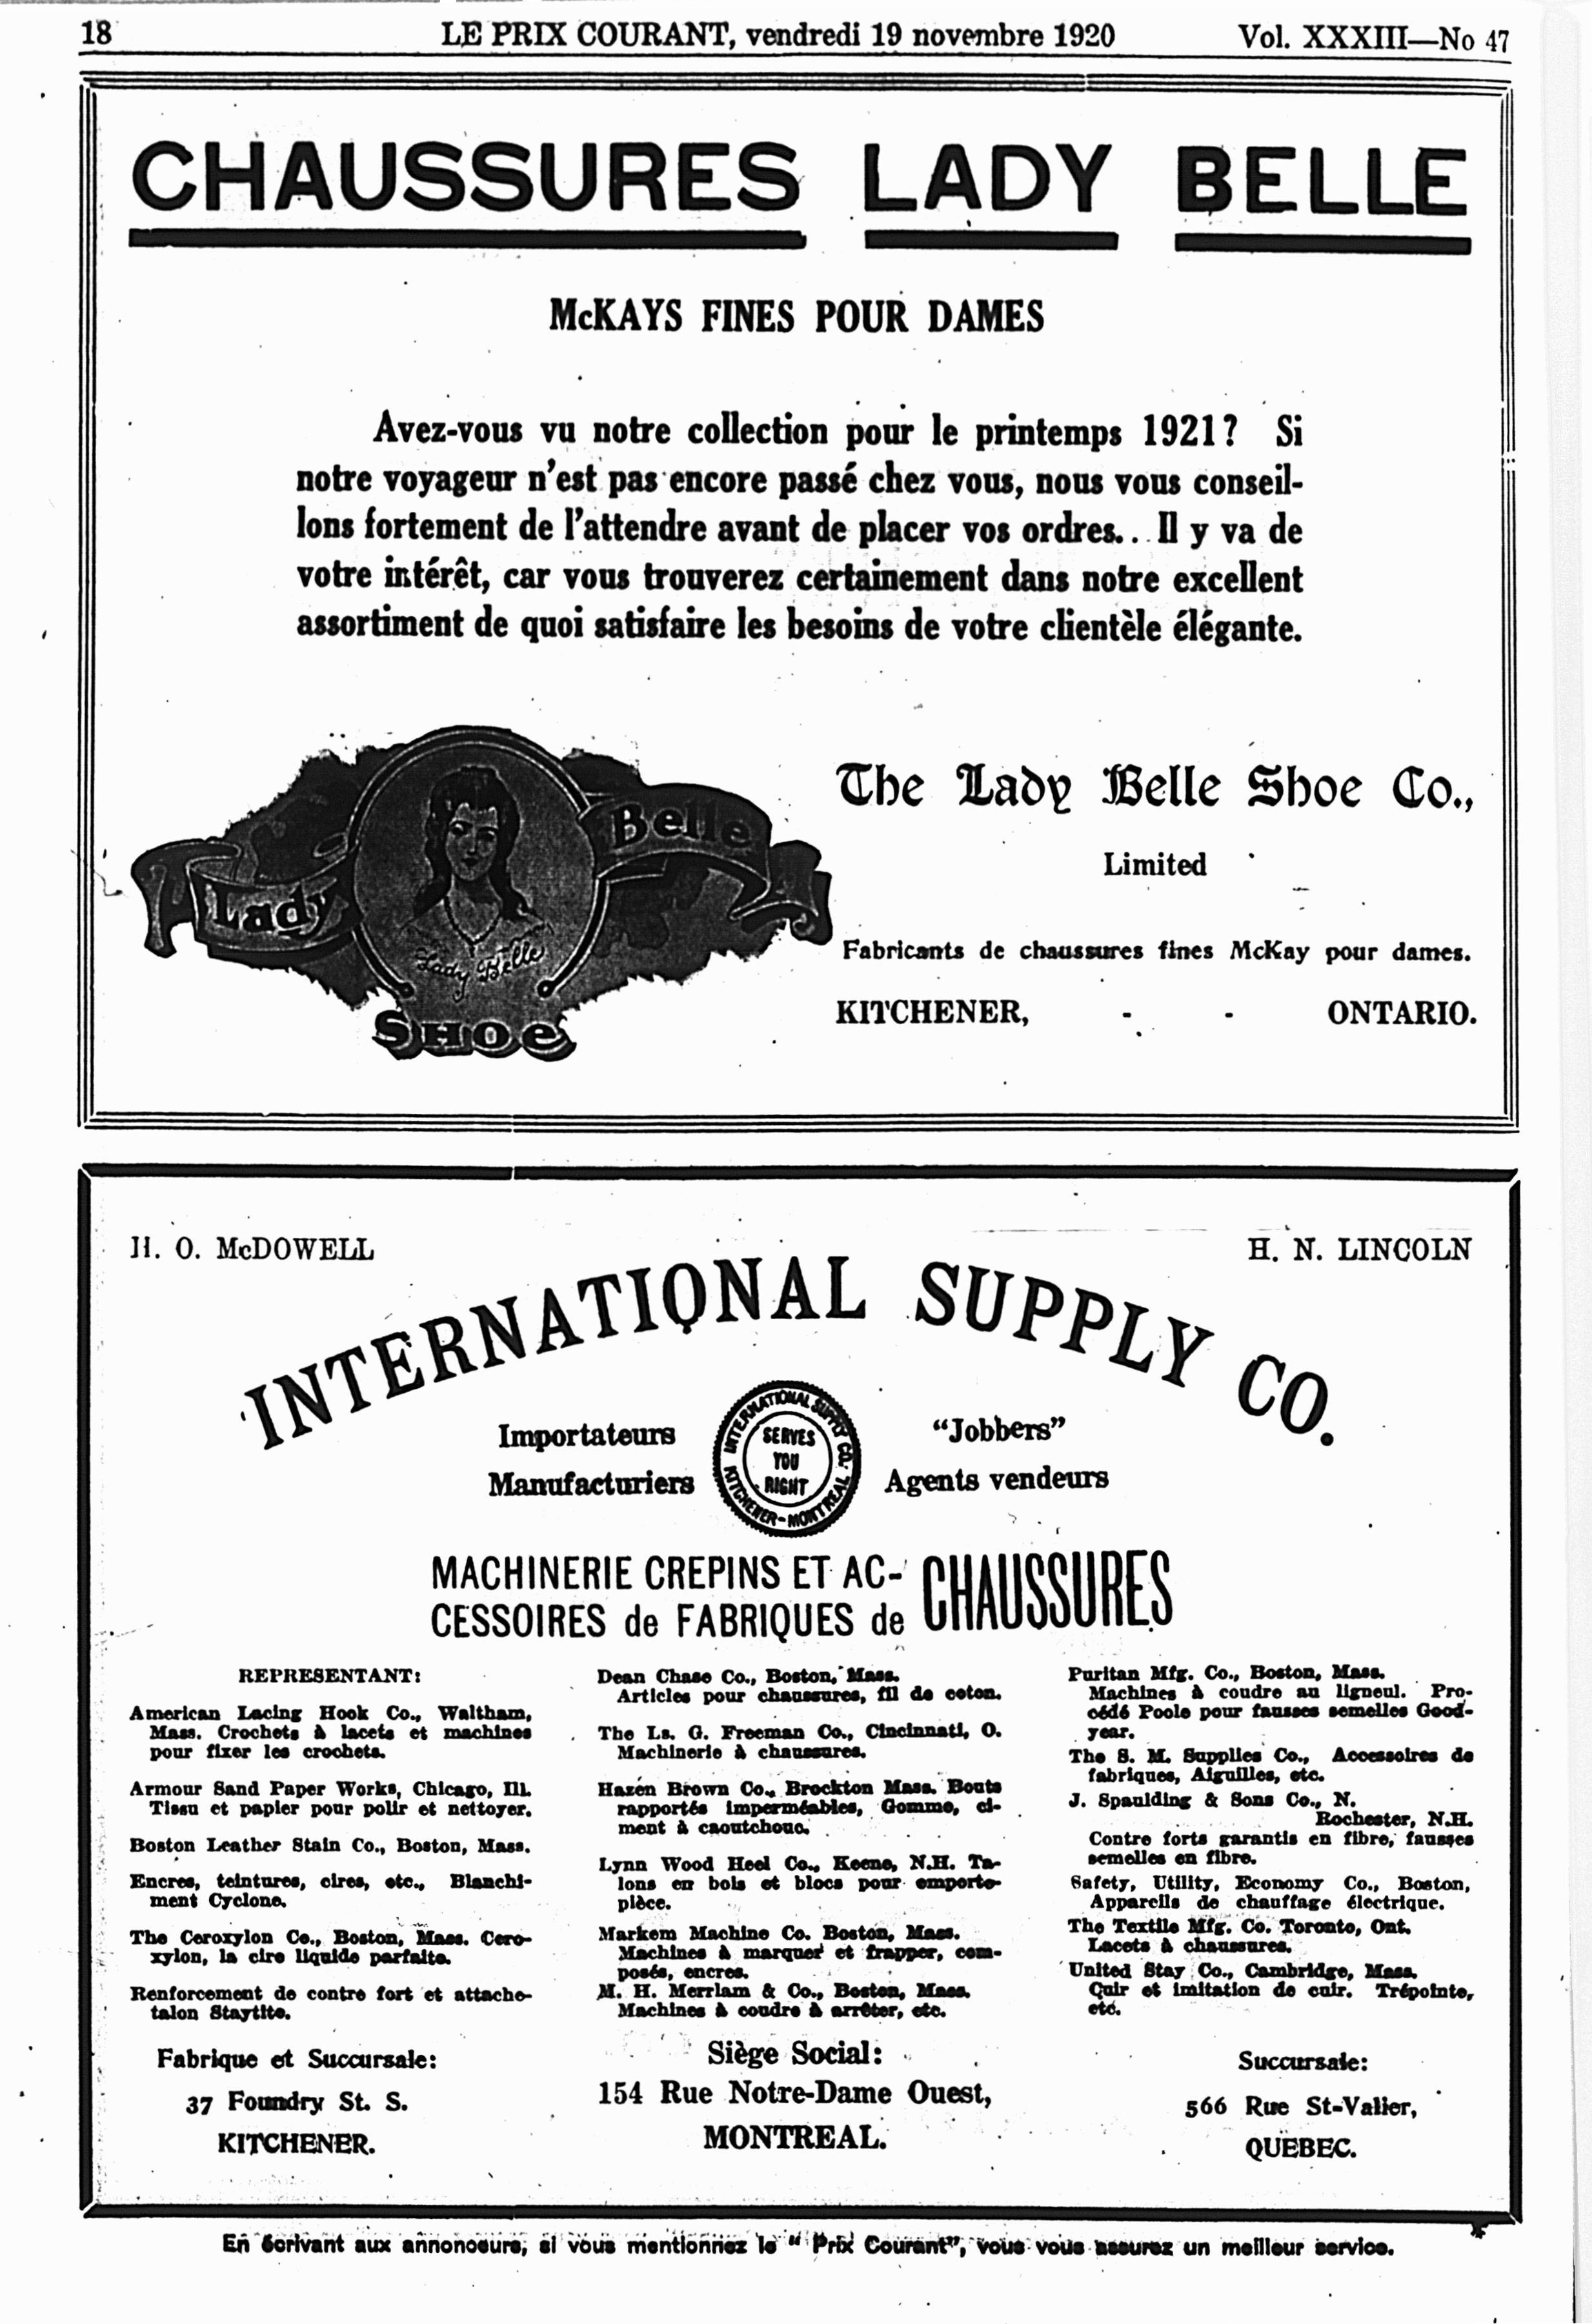 18 LE PRIX COURANT, vendredi 19 novembre 1920 Vol. XXXIII—No 47
CHAUSSURES LADY BELLE
McKAYS FINES POUR DAMES
Avez-vous vu notre collection pour le printemps 1921? Si
notre voyageur n'est pas encore passé chez vous, nous vous conseil-
lons fortement de l'attendre avant de placer vos ordres... Il y va de
votre intérêt, car vous trouverez certainement dans notre excellent
assortiment de quoi satisfaire les besoins de votre clientèle élégante.
Lady Belle
Lady Belle
SHOE
The Lady Belle Shoe Co.,
Limited
Fabricants de chaussures fines McKay pour dames.
KITCHENER, - - ONTARIO.
H. O. McDOWELL
H. N. LINCOLN
INTERNATIONAL SUPPLY CO.
Importateurs
Manufacturiers
INTERNATIONAL SUPPLY CO.
KITCHENER-MONTREAL
SERVES
YOU
RIGHT
"Jobbers"
Agents vendeurs
MACHINERIE CREPINS ET AC-
CESSOIRES de FABRIQUES de
CHAUSSURES
REPRESENTANT:
American Lacing Hook Co., Waltham,
Mass. Crochets à lacets et machines
pour fixer les crochets.
Armour Sand Paper Works, Chicago, Ill.
Tissu et papier pour polir et nettoyer.
Boston Leather Stain Co., Boston, Mass.
Encres, teintures, cires, etc., Blanchi-
ment Cyclone.
The Ceroxylon Co., Boston, Mass. Cero-
xylon, la cire liquide parfaite.
Renforcement de contre fort et attache-
talon Staytite.
Fabrique et Succursale:
37 Foundry St. S.
KITCHENER.
Dean Chase Co., Boston, Mass.
Articles pour chaussures, fil de coton.
The Ls. G. Freeman Co., Cincinnati, O.
Machinerie à chaussures.
Hazen Brown Co., Brockton Mass. Bouts
rapportés imperméables, Gomme, ci-
ment à caoutchouc.
Lynn Wood Heel Co., Keene, N.H. Ta-
lons en bois et blocs pour emporte-
pièce.
Markem Machine Co. Boston, Mass.
Machines à marquer et frapper, com-
posés, encres.
M. H. Merriam & Co., Boston, Mass.
Machines à coudre à arrêter, etc.
Siège Social:
154 Rue Notre-Dame Ouest,
MONTREAL.
Puritan Mfg. Co., Boston, Mass.
Machines à coudre au ligneul. Pro-
cédé Poole pour fausses semelles Good-
year.
The S. M. Supplies Co., Accessoires de
fabriques, Aiguilles, etc.
J. Spaulding & Sons Co., N.
Rochester, N.H.
Contre forts garantis en fibre, fausses
semelles en fibre.
Safety, Utility, Economy Co., Boston,
Appareils de chauffage électrique.
The Textile Mfg. Co. Toronto, Ont.
Lacets à chaussures.
United Stay Co., Cambridge, Mass.
Cuir et imitation de cuir. Trépointe,
etc.
Succursale:
566 Rue St-Valier,
QUEBEC.
En écrivant aux annonceurs, si vous mentionnez le "Prix Courant", vous vous assurez un meilleur service.